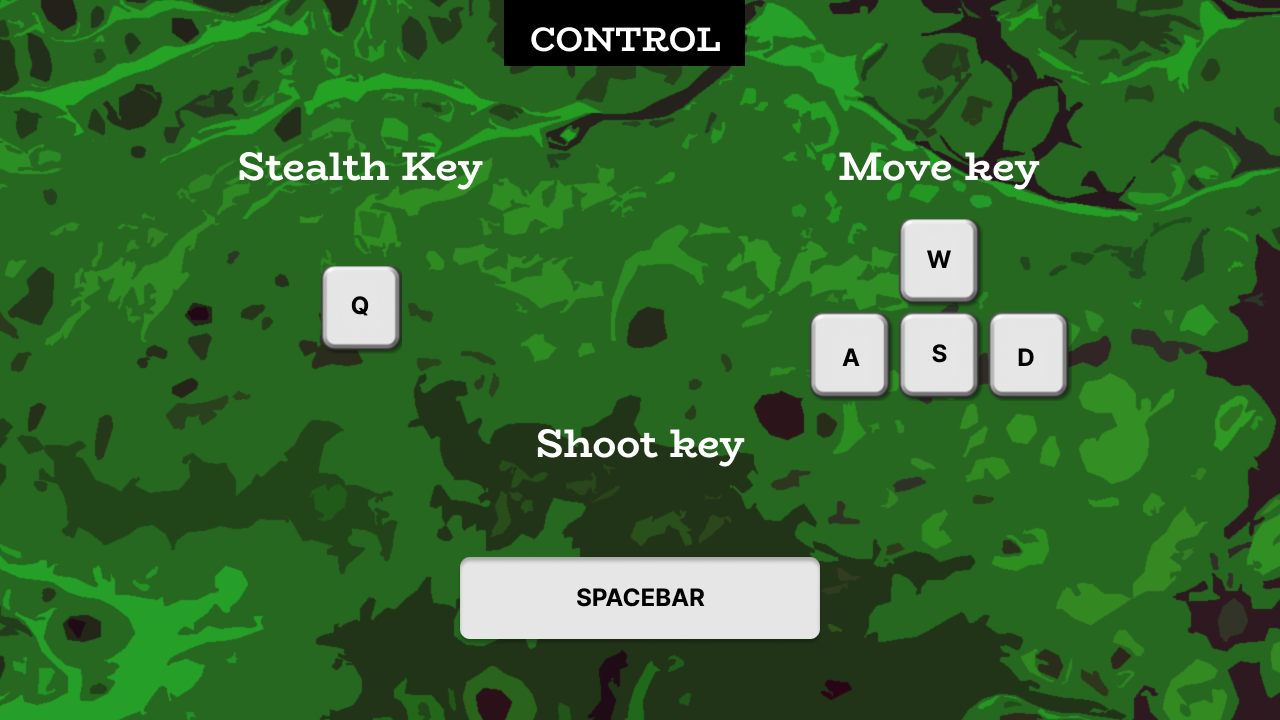 CONTROL
Stealth Key
Move key
Q
W
A S D
Shoot key
SPACEBAR